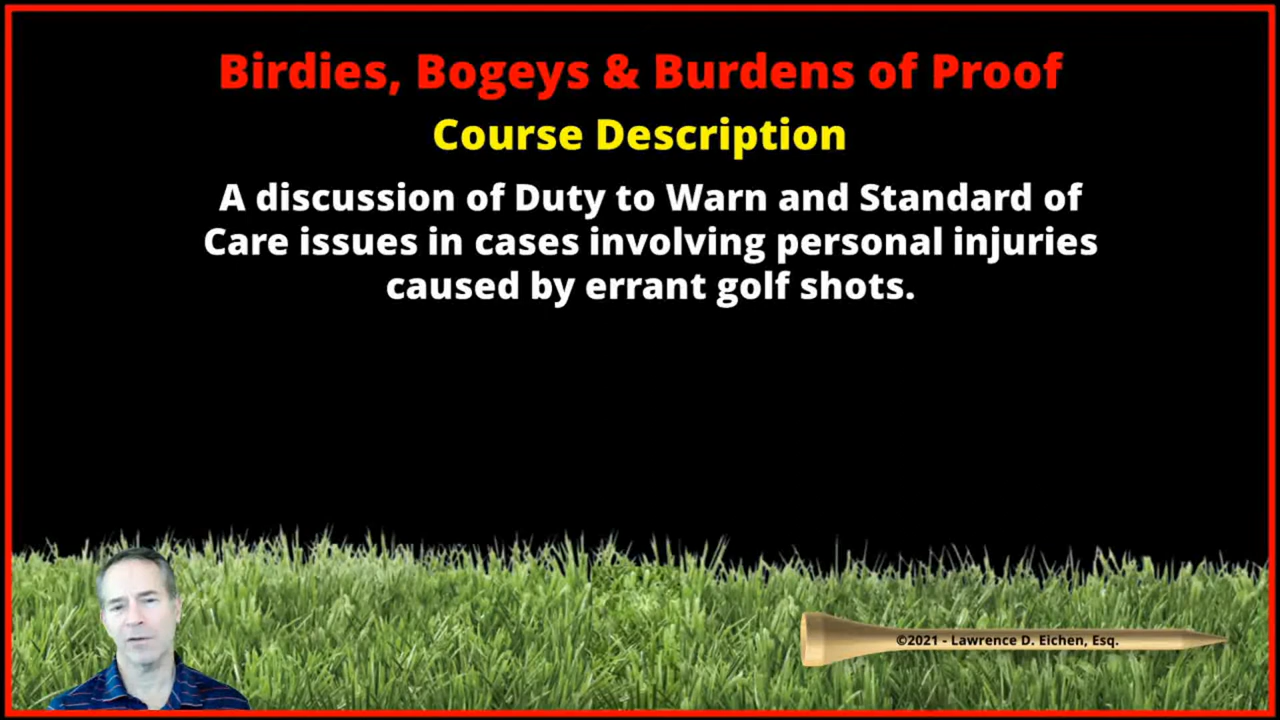 Birdies, Bogeys & Burdens of Proof
Course Description
A discussion of Duty to Warn and Standard of
Care issues in cases involving personal injuries
caused by errant golf shots.
©2021 - Lawrence D. Eichen, Esq.